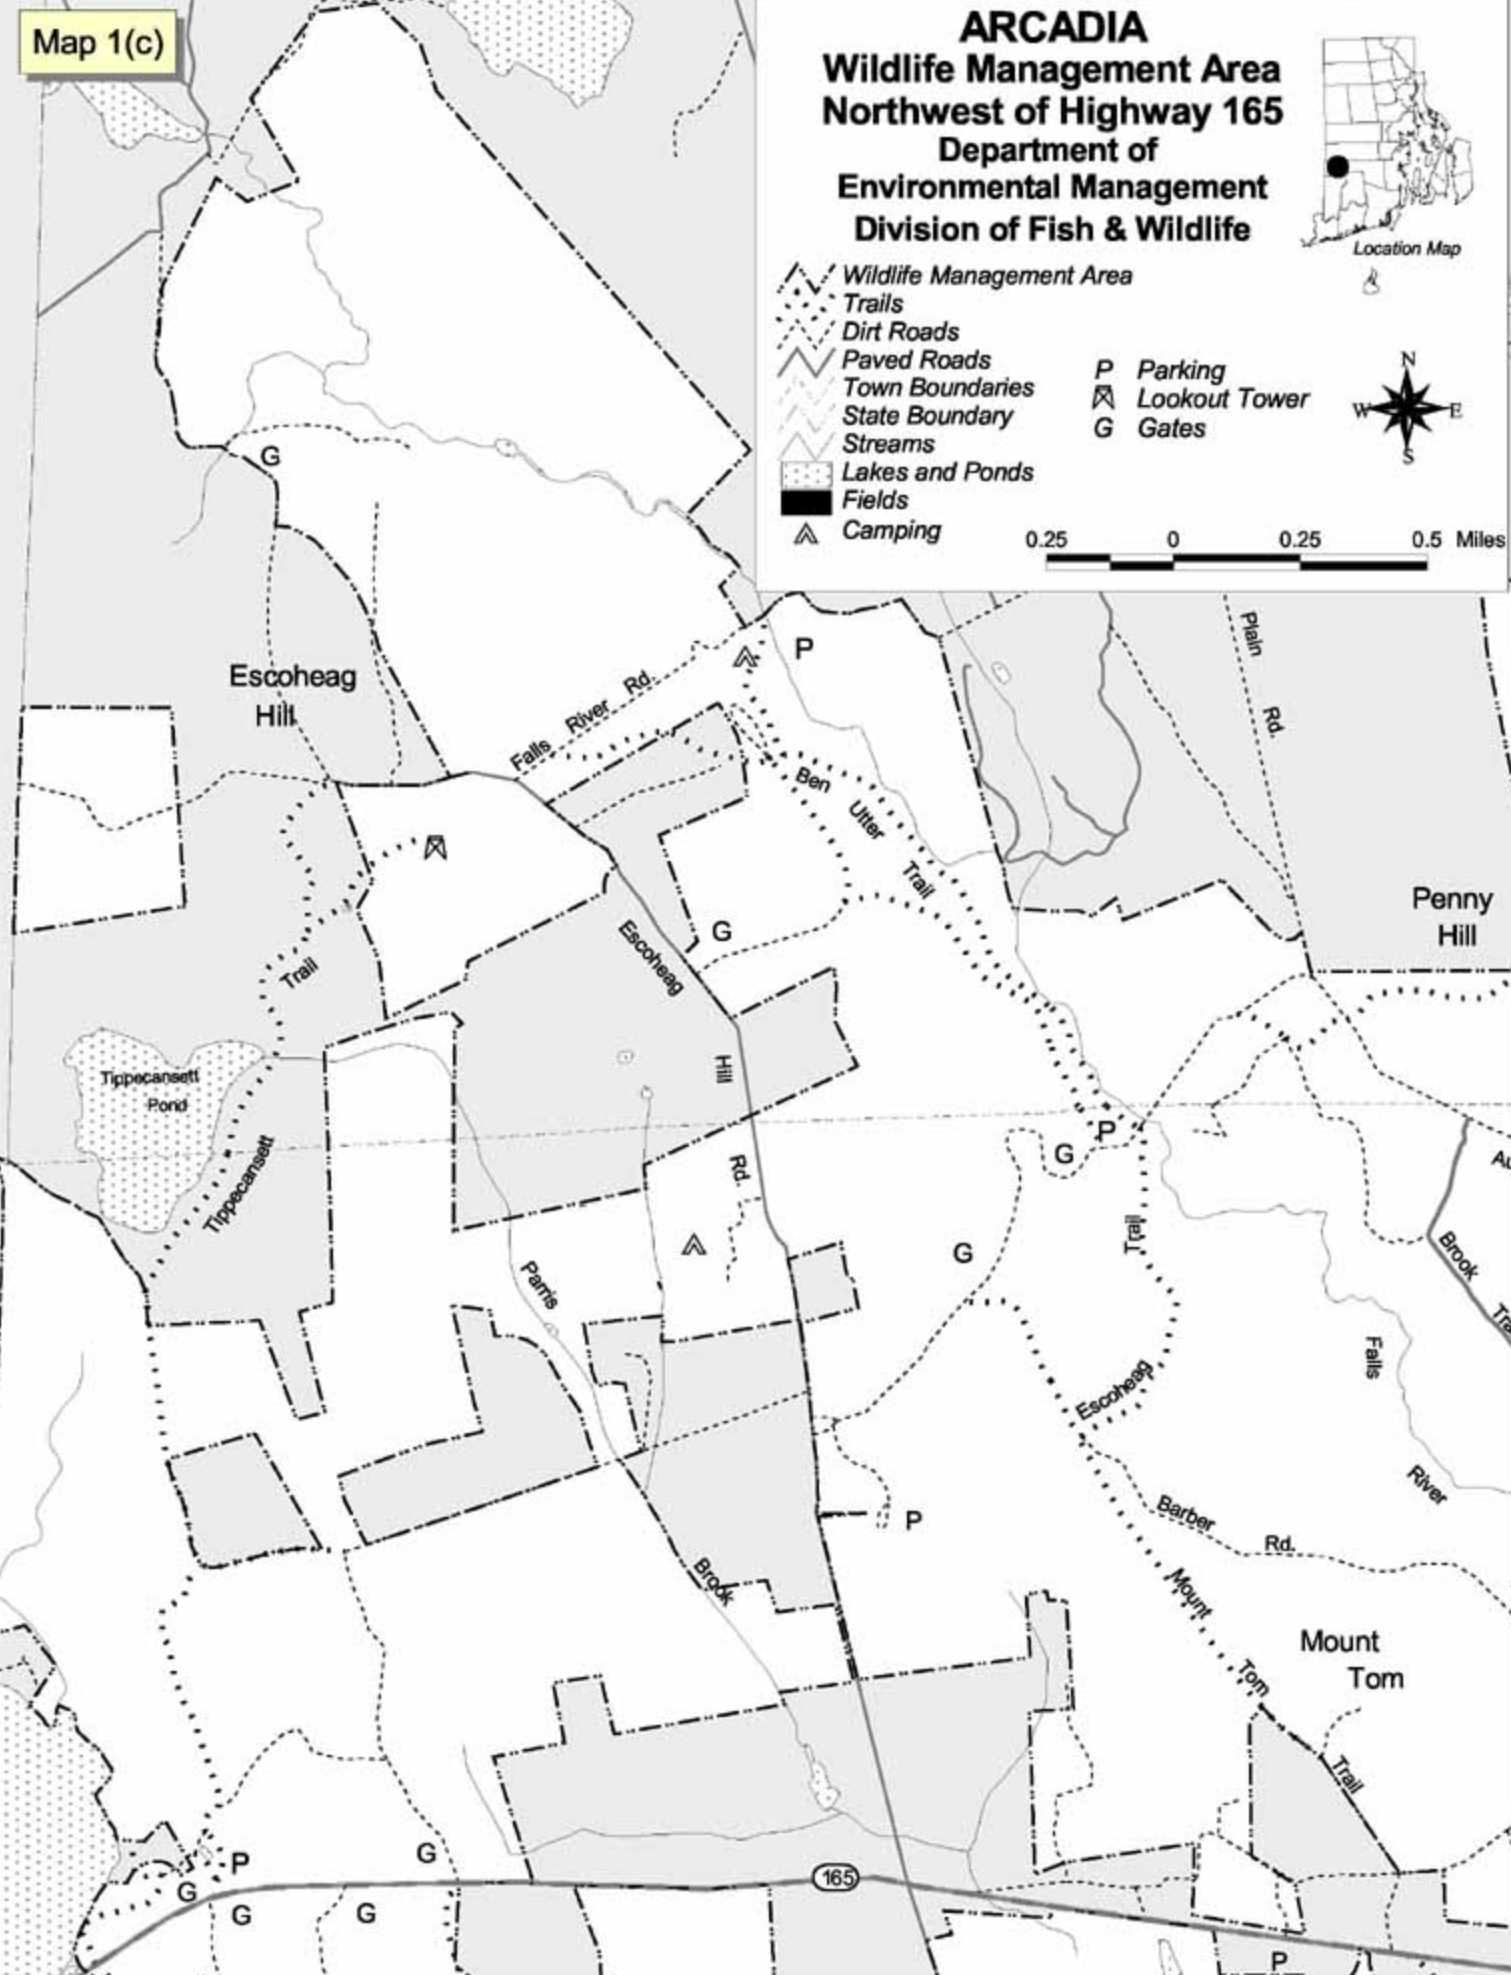 Map 1(c)
ARCADIA
Wildlife Management Area
Northwest of Highway 165
Department of
Environmental Management
Division of Fish & Wildlife
Location Map
Wildlife Management Area
Trails
Dirt Roads
Paved Roads
Town Boundaries
State Boundary
Streams
Lakes and Ponds
Fields
Camping
P Parking
Lookout Tower
G Gates
N
W E
S
0.25 0 0.25 0.5 Miles
G
Escoheag
Hill
P
Falls River Rd.
Plain
Rd.
Ben
Utter
Trail
Penny
Hill
G
Escoheag
Hill
Rd.
Trail
Tippecansett
Pond
Tippecansett
P
G
G
Trail
Escoheag
Brook
Falls
River
Parris
Brook
P
Barber
Rd.
Mount
Tom
Trail
Mount
Tom
P
G
G
G
G
165
P